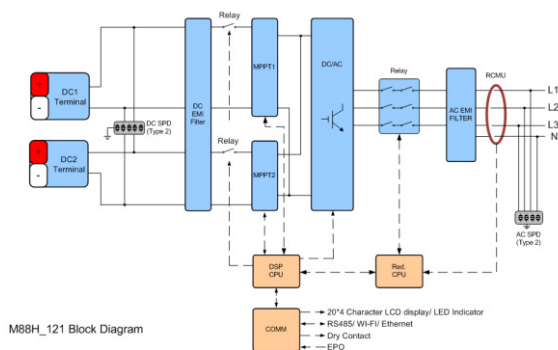 Relay
+
-
DC1
Terminal
DC SPD
(Type 2)
+
-
DC2
Terminal
DC
EMI
Filter
MPPT1
Relay
MPPT2
DC/AC
Relay
AC EMI
FILTER
RCMU
L1
L2
L3
N
AC SPD
(Type 2)
DSP
CPU
Red.
CPU
COMM
20*4 Character LCD display/ LED Indicator
RS485/ WI-FI/ Ethernet
Dry Contact
EPO
M88H_121 Block Diagram